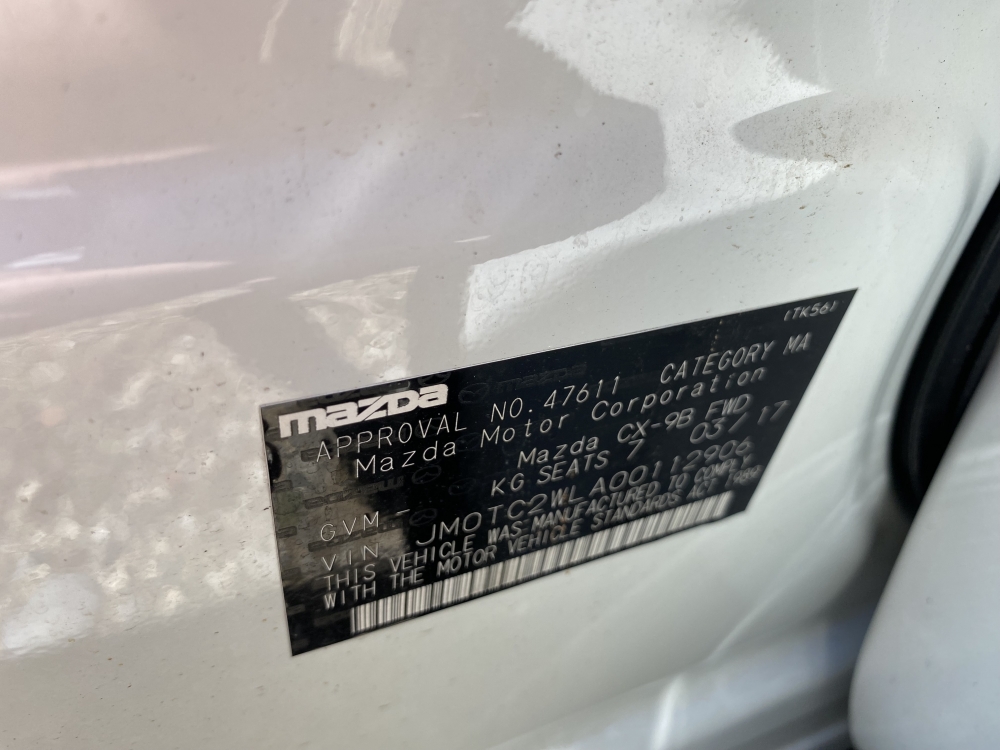 (TK56)
mazda
APPROVAL NO. 47611 CATEGORY MA
Mazda Motor Corporation
Mazda CX-9B FWD
GVM - KG SEATS 7 03/17
VIN JM0TC2WLA00112906
THIS VEHICLE WAS MANUFACTURED TO COMPLY
WITH THE MOTOR VEHICLE STANDARDS ACT 1989